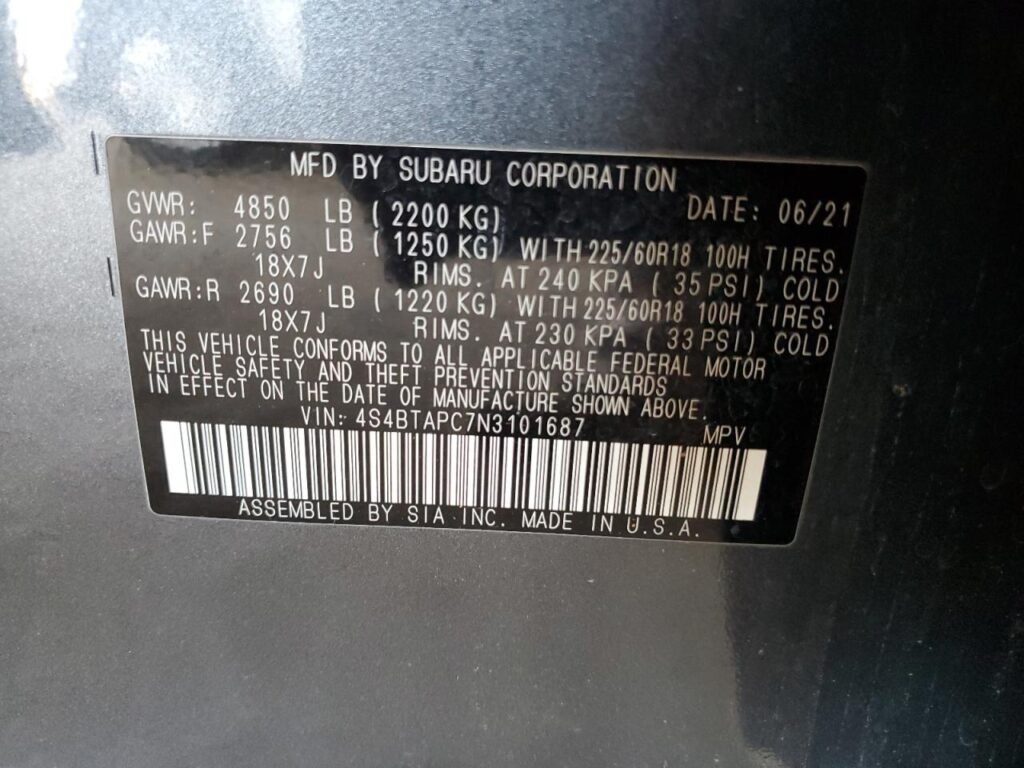 MFD BY SUBARU CORPORATION
GVWR: 4850 LB ( 2200 KG) DATE: 06/21
GAWR:F 2756 LB ( 1250 KG) WITH 225/60R18 100H TIRES.
18X7J RIMS. AT 240 KPA ( 35 PSI) COLD
GAWR:R 2690 LB ( 1220 KG) WITH 225/60R18 100H TIRES.
18X7J RIMS. AT 230 KPA ( 33 PSI) COLD
THIS VEHICLE CONFORMS TO ALL APPLICABLE FEDERAL MOTOR
VEHICLE SAFETY AND THEFT PREVENTION STANDARDS
IN EFFECT ON THE DATE OF MANUFACTURE SHOWN ABOVE.
VIN: 4S4BTAPC7N3101687 MPV
ASSEMBLED BY SIA INC. MADE IN U.S.A.